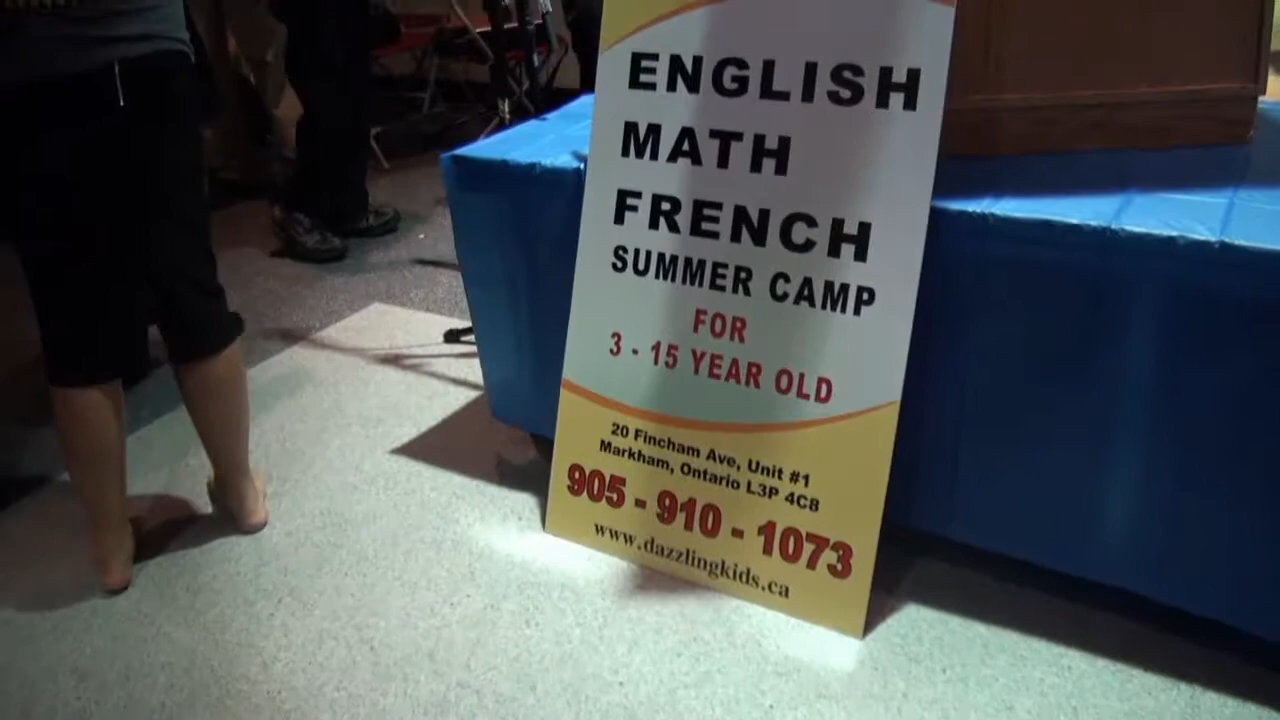 ENGLISH
MATH
FRENCH
SUMMER CAMP
FOR
3 - 15 YEAR OLD
20 Fincham Ave, Unit #1
Markham, Ontario L3P 4C8
905 - 910 - 1073
www.dazzlingkids.ca